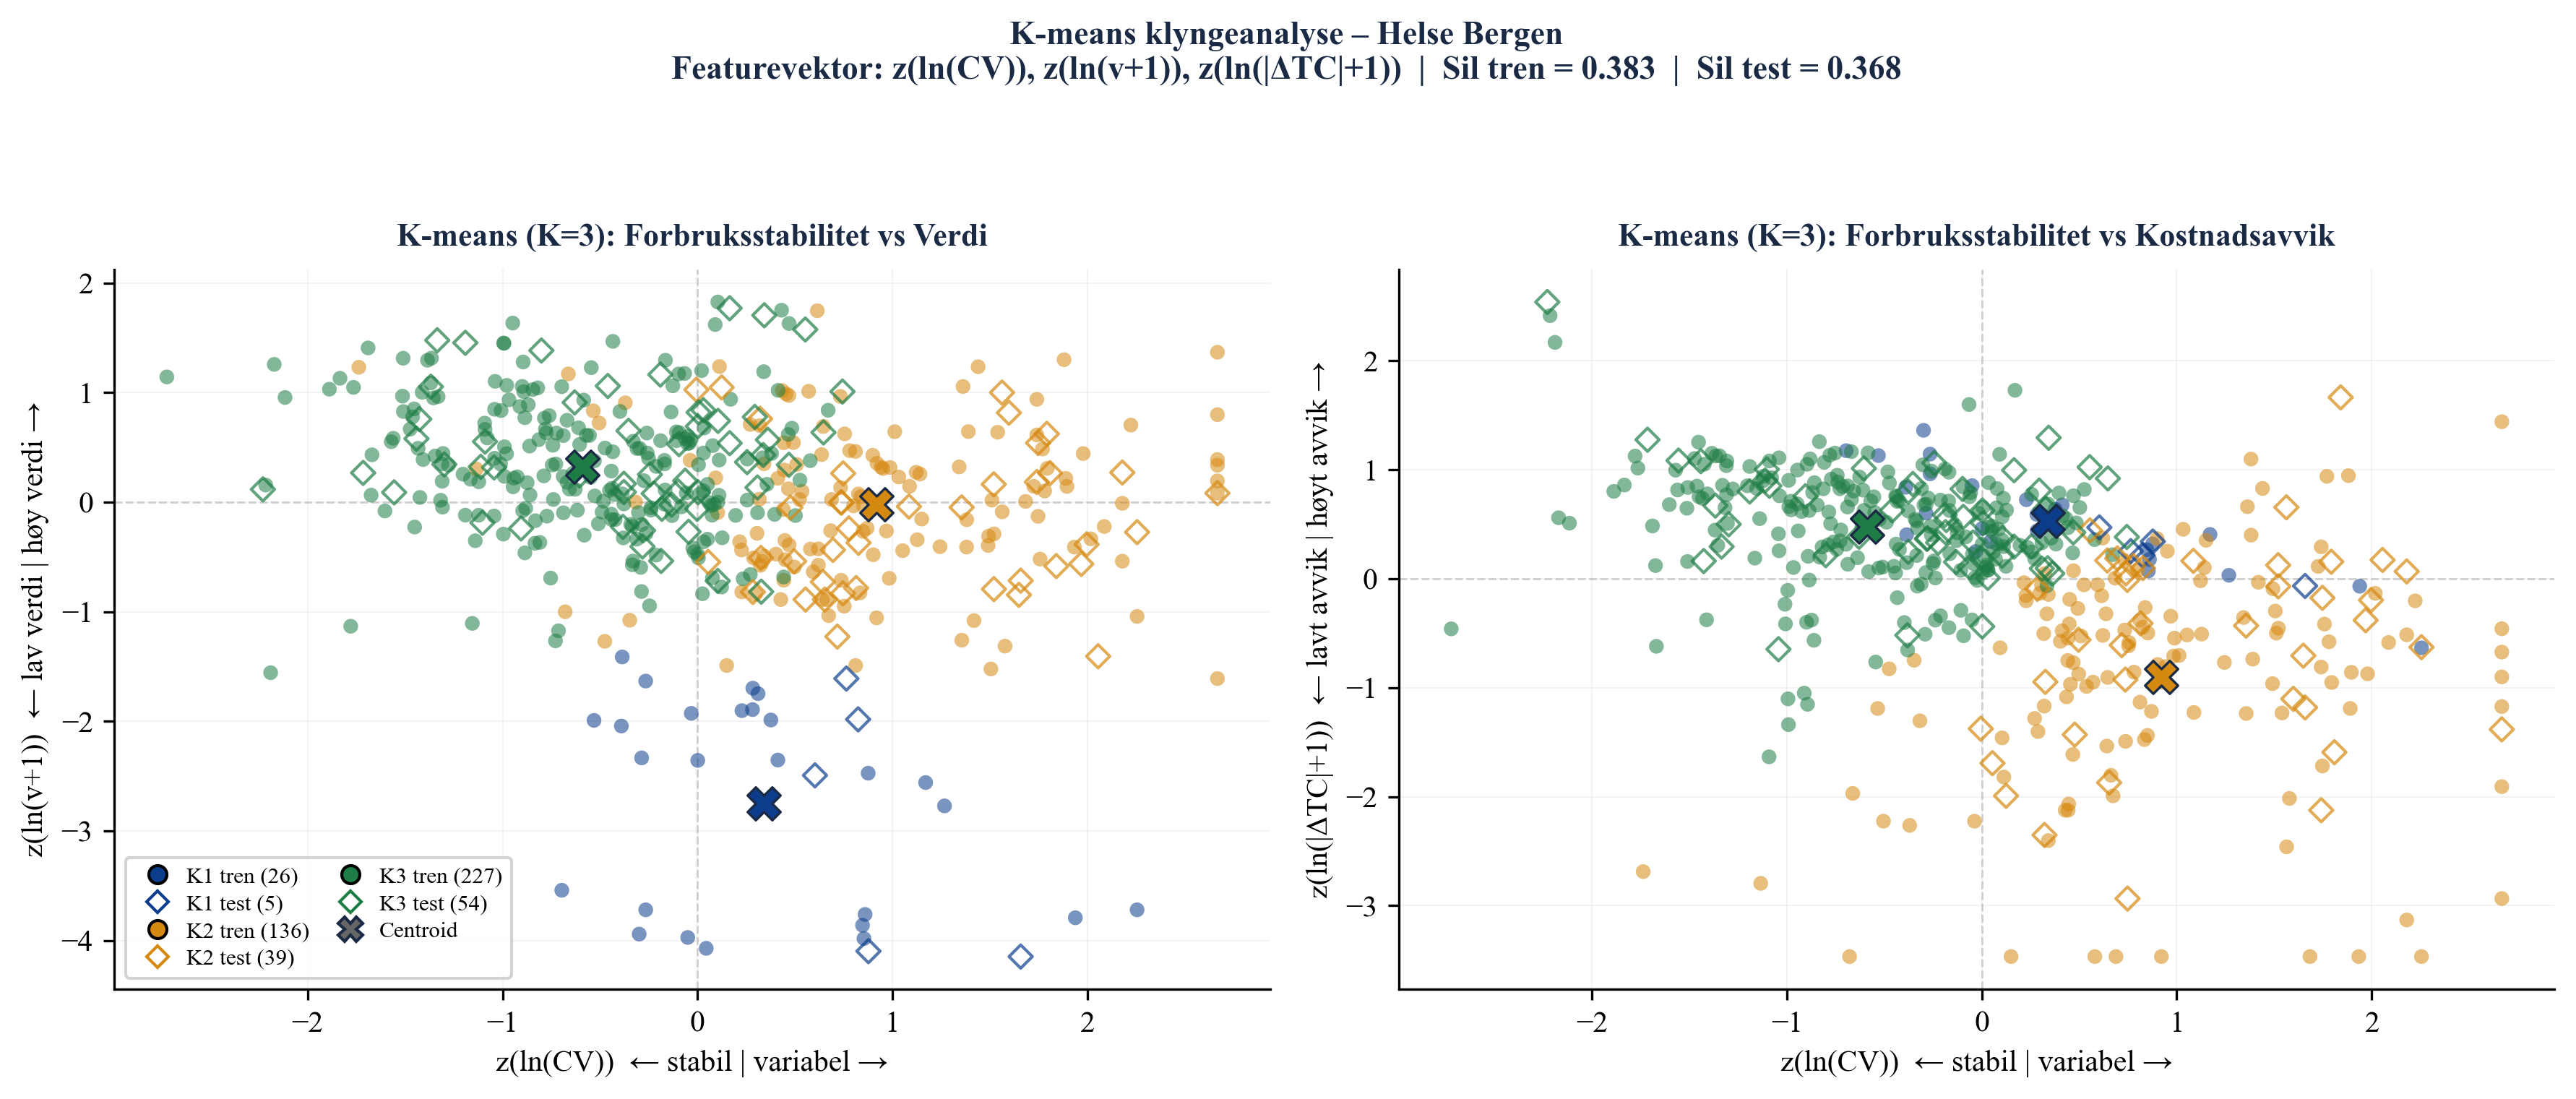 K-means klyngeanalyse – Helse Bergen
Featurevektor: z(ln(CV)), z(ln(v+1)), z(ln(|ΔTC|+1)) | Sil tren = 0.383 | Sil test = 0.368
K-means (K=3): Forbruksstabilitet vs Verdi
z(ln(v+1)) ← lav verdi | høy verdi →
2
1
0
−1
−2
−3
−4
K1 tren (26)
K1 test (5)
K2 tren (136)
K2 test (39)
K3 tren (227)
K3 test (54)
Centroid
−2
−1
0
1
2
z(ln(CV)) ← stabil | variabel →
K-means (K=3): Forbruksstabilitet vs Kostnadsavvik
z(ln(|ΔTC|+1)) ← lavt avvik | høyt avvik →
2
1
0
−1
−2
−3
−2
−1
0
1
2
z(ln(CV)) ← stabil | variabel →